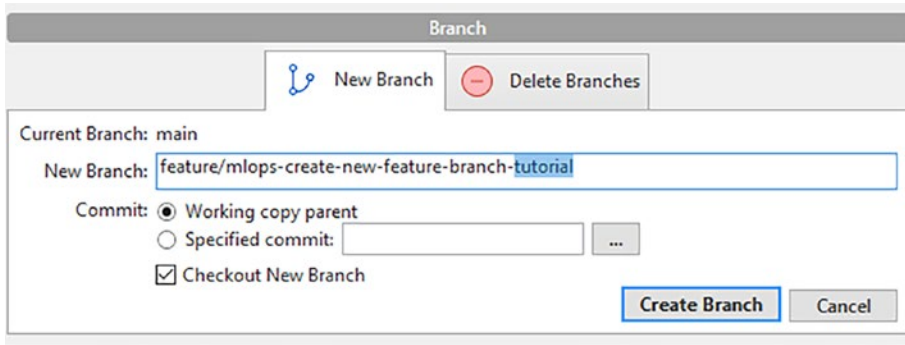 Branch
New Branch
Delete Branches
Current Branch: main
New Branch: feature/mlops-create-new-feature-branch-tutorial
Commit: Working copy parent
Specified commit: ...
Checkout New Branch
Create Branch
Cancel